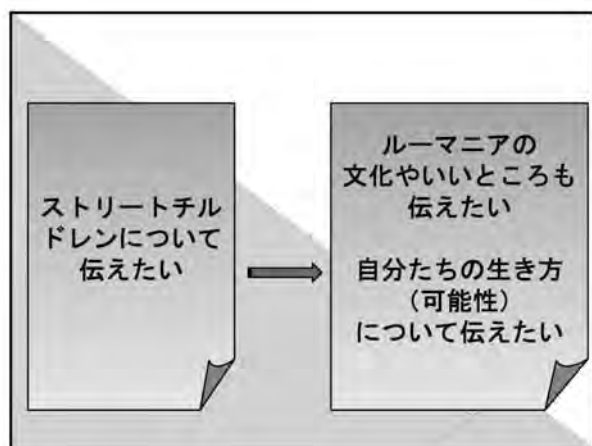 ストリートチル
ドレンについて
伝えたい
ルーマニアの
文化やいいところも
伝えたい
自分たちの生き方
（可能性）
について伝えたい